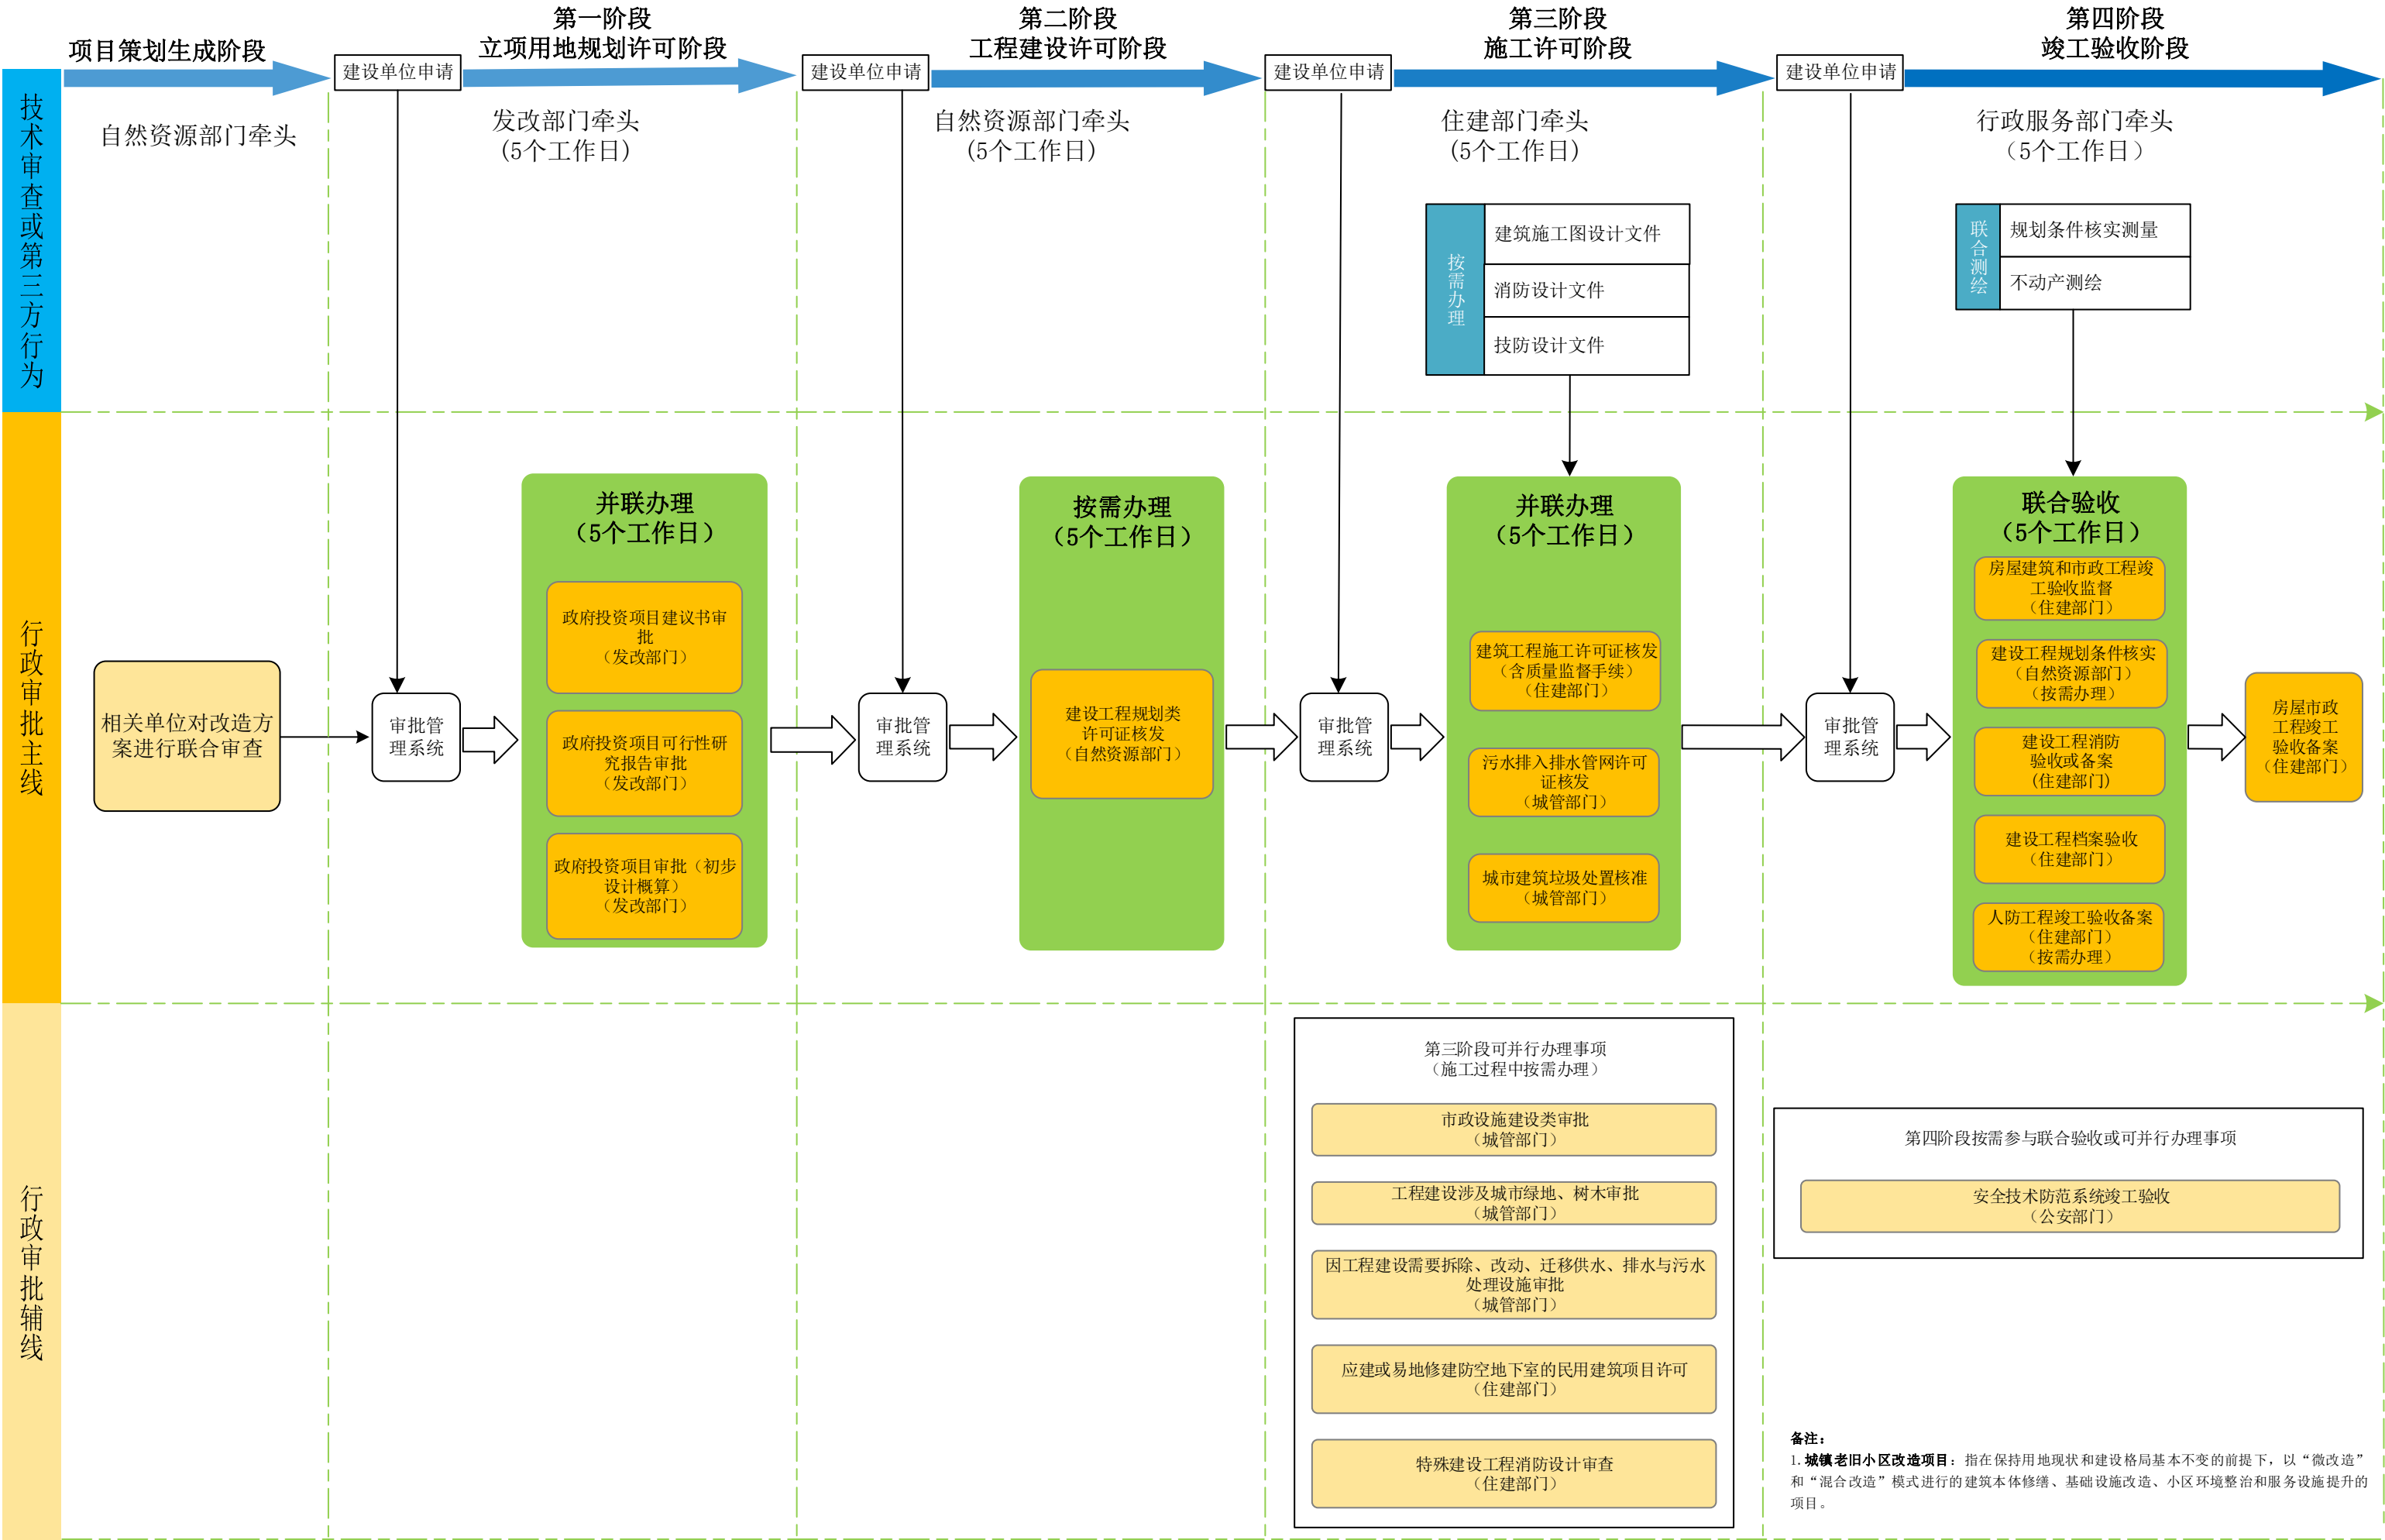 项目策划生成阶段
建设单位申请
第一阶段
立项用地规划许可阶段
建设单位申请
第二阶段
工程建设许可阶段
建设单位申请
第三阶段
施工许可阶段
建设单位申请
第四阶段
竣工验收阶段
技术审查或第三方行为
自然资源部门牵头
发改部门牵头
(5个工作日)
自然资源部门牵头
(5个工作日)
住建部门牵头
(5个工作日)
行政服务部门牵头
（5个工作日）
按需办理
建筑施工图设计文件
消防设计文件
技防设计文件
联合测绘
规划条件核实测量
不动产测绘
行政审批主线
相关单位对改造方
案进行联合审查
审批管
理系统
并联办理
（5个工作日）
政府投资项目建议书审
批
（发改部门）
政府投资项目可行性研
究报告审批
（发改部门）
政府投资项目审批（初步
设计概算）
（发改部门）
审批管
理系统
按需办理
（5个工作日）
建设工程规划类
许可证核发
（自然资源部门）
审批管
理系统
并联办理
（5个工作日）
建筑工程施工许可证核发
（含质量监督手续）
（住建部门）
污水排入排水管网许可
证核发
（城管部门）
城市建筑垃圾处置核准
（城管部门）
审批管
理系统
联合验收
（5个工作日）
房屋建筑和市政工程竣
工验收监督
（住建部门）
建设工程规划条件核实
（自然资源部门）
（按需办理）
建设工程消防
验收或备案
(住建部门)
建设工程档案验收
（住建部门）
人防工程竣工验收备案
（住建部门）
（按需办理）
房屋市政
工程竣工
验收备案
（住建部门）
行政审批辅线
第三阶段可并行办理事项
（施工过程中按需办理）
市政设施建设类审批
（城管部门）
工程建设涉及城市绿地、树木审批
（城管部门）
因工程建设需要拆除、改动、迁移供水、排水与污水
处理设施审批
（城管部门）
应建或易地修建防空地下室的民用建筑项目许可
（住建部门）
特殊建设工程消防设计审查
（住建部门）
第四阶段按需参与联合验收或可并行办理事项
安全技术防范系统竣工验收
（公安部门）
备注：
1.城镇老旧小区改造项目：指在保持用地现状和建设格局基本不变的前提下，以“微改造”
和“混合改造”模式进行的建筑本体修缮、基础设施改造、小区环境整治和服务设施提升的
项目。